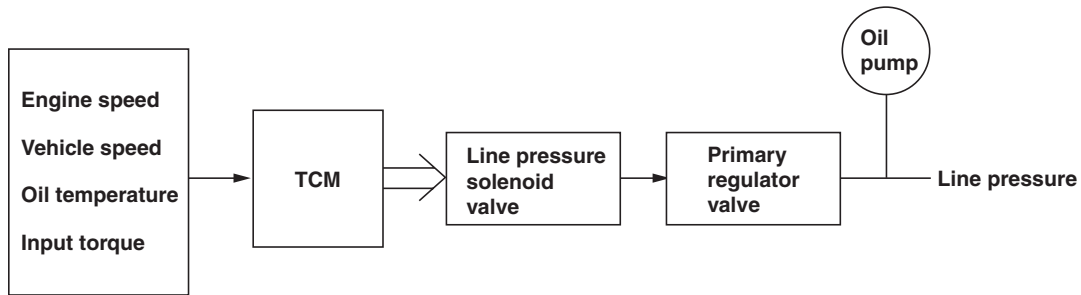 Engine speed
Vehicle speed
Oil temperature
Input torque
TCM
Line pressure
solenoid
valve
Primary
regulator
valve
Oil
pump
Line pressure